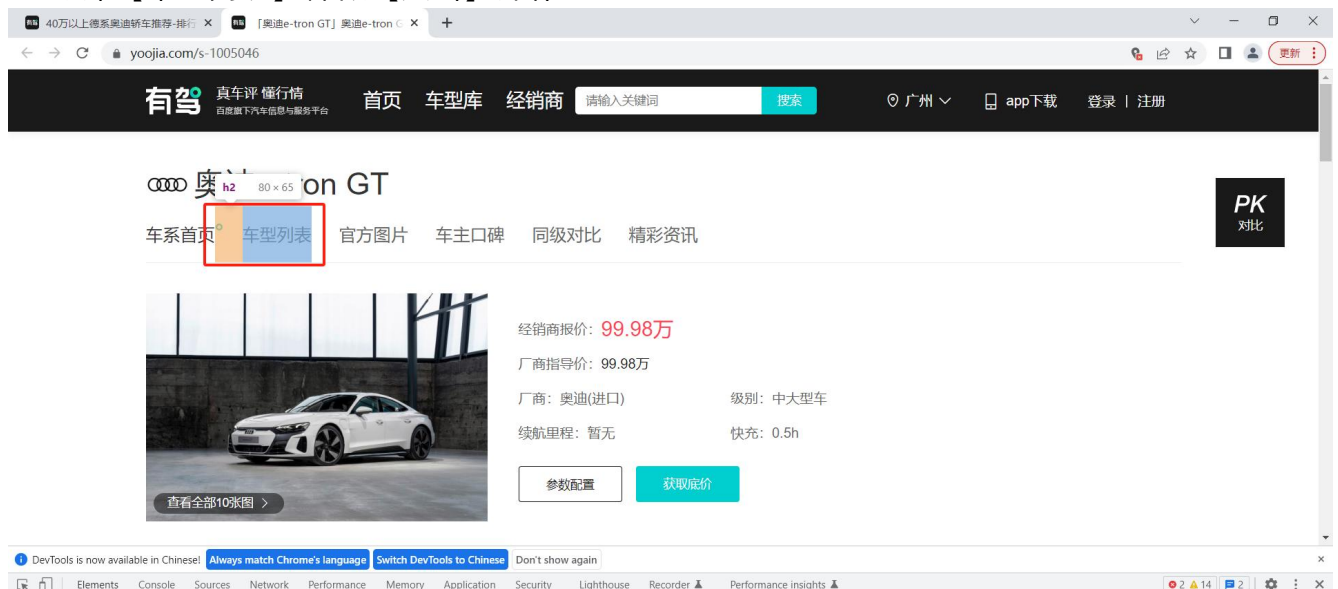 40万以上德系奥迪轿车推荐-排行
「奥迪e-tron GT」奥迪e-tron G
yoojia.com/s-1005046
更新
有驾 真车评 懂行情
百度旗下汽车信息与服务平台
首页 车型库 经销商 请输入关键词 搜索 广州 app下载 登录 | 注册
on GT
h2 80 × 65
车系首页 车型列表 官方图片 车主口碑 同级对比 精彩资讯
PK
对比
经销商报价：99.98万
厂商指导价：99.98万
厂商：奥迪(进口) 级别：中大型车
续航里程：暂无 快充：0.5h
参数配置 获取底价
查看全部10张图 >
DevTools is now available in Chinese! Always match Chrome's language Switch DevTools to Chinese Don't show again
Elements Console Sources Network Performance Memory Application Security Lighthouse Recorder Performance insights 2 14 2